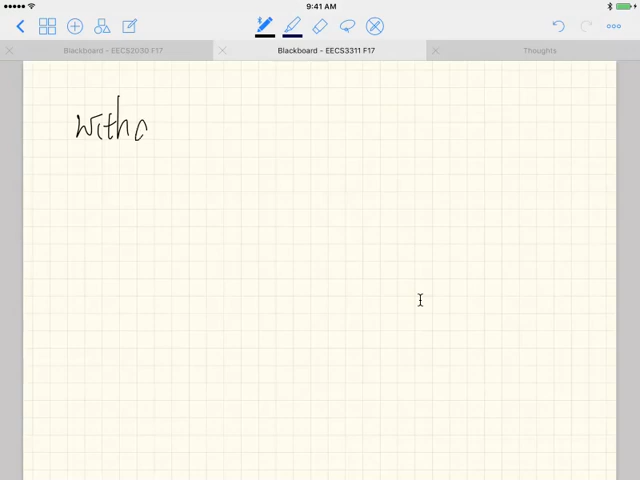 9:41 AM
Blackboard - EECS2030 F17
Blackboard - EECS3311 F17
Thoughts
witho